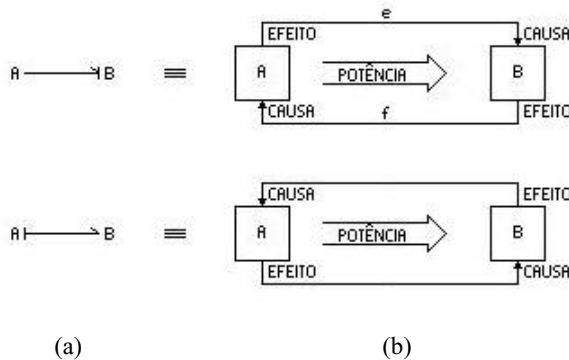 e
EFEITO
CAUSA
A B ≡ A POTÊNCIA B
CAUSA
f
EFEITO
CAUSA
EFEITO
A B ≡ A POTÊNCIA B
EFEITO
CAUSA
(a) (b)